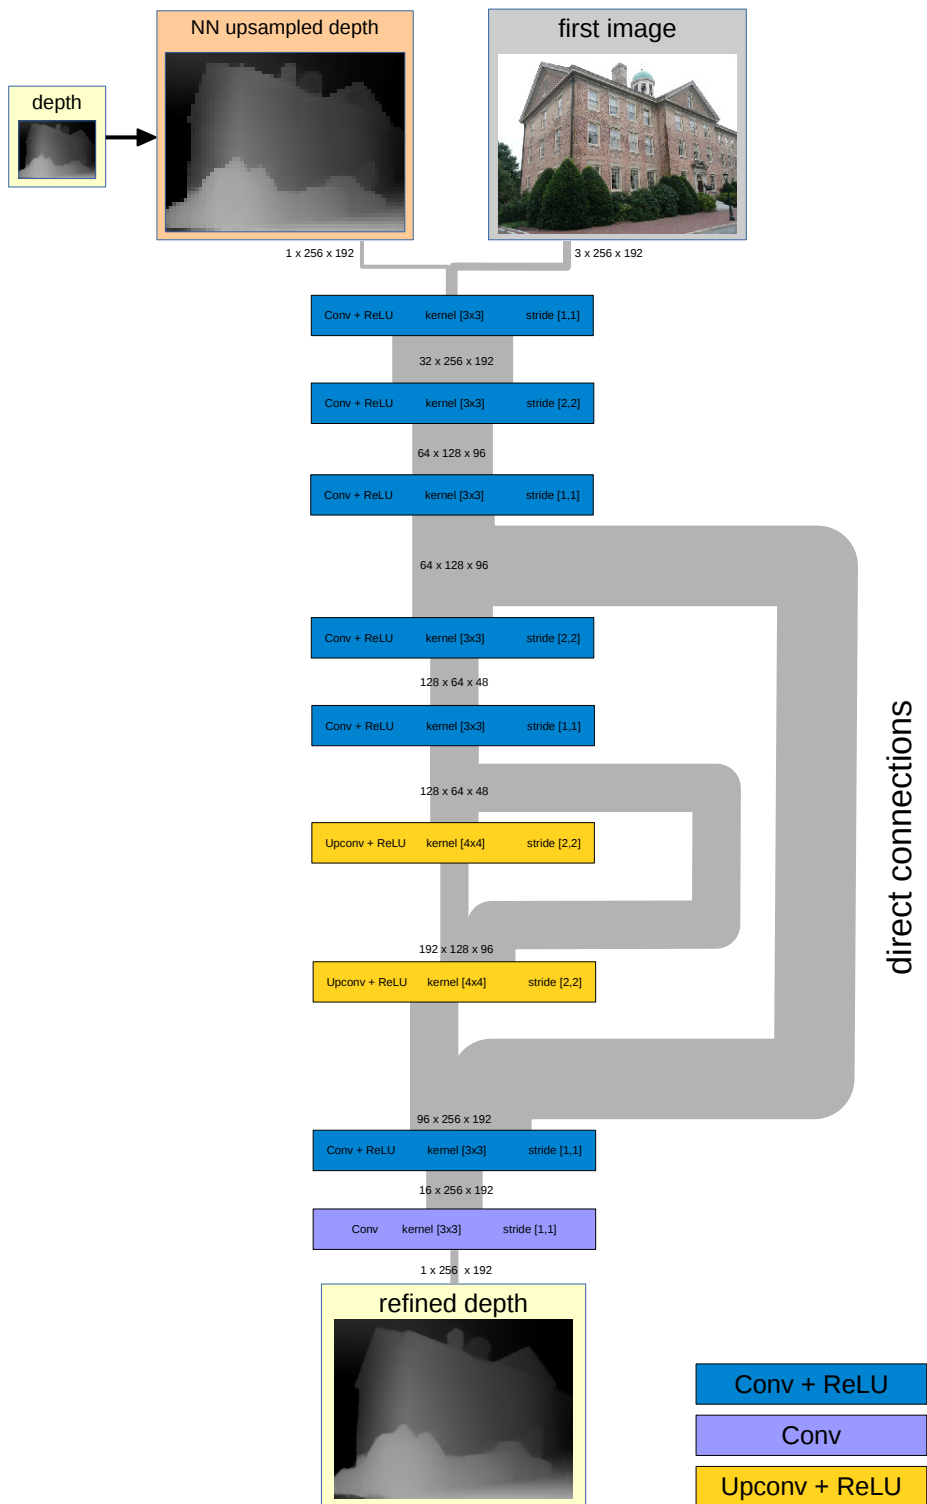 NN upsampled depth
first image
depth
1 x 256 x 192
3 x 256 x 192
Conv + ReLU kernel [3x3] stride [1,1]
32 x 256 x 192
Conv + ReLU kernel [3x3] stride [2,2]
64 x 128 x 96
Conv + ReLU kernel [3x3] stride [1,1]
64 x 128 x 96
Conv + ReLU kernel [3x3] stride [2,2]
128 x 64 x 48
Conv + ReLU kernel [3x3] stride [1,1]
128 x 64 x 48
Upconv + ReLU kernel [4x4] stride [2,2]
direct connections
192 x 128 x 96
Upconv + ReLU kernel [4x4] stride [2,2]
96 x 256 x 192
Conv + ReLU kernel [3x3] stride [1,1]
16 x 256 x 192
Conv kernel [3x3] stride [1,1]
1 x 256 x 192
refined depth
Conv + ReLU
Conv
Upconv + ReLU